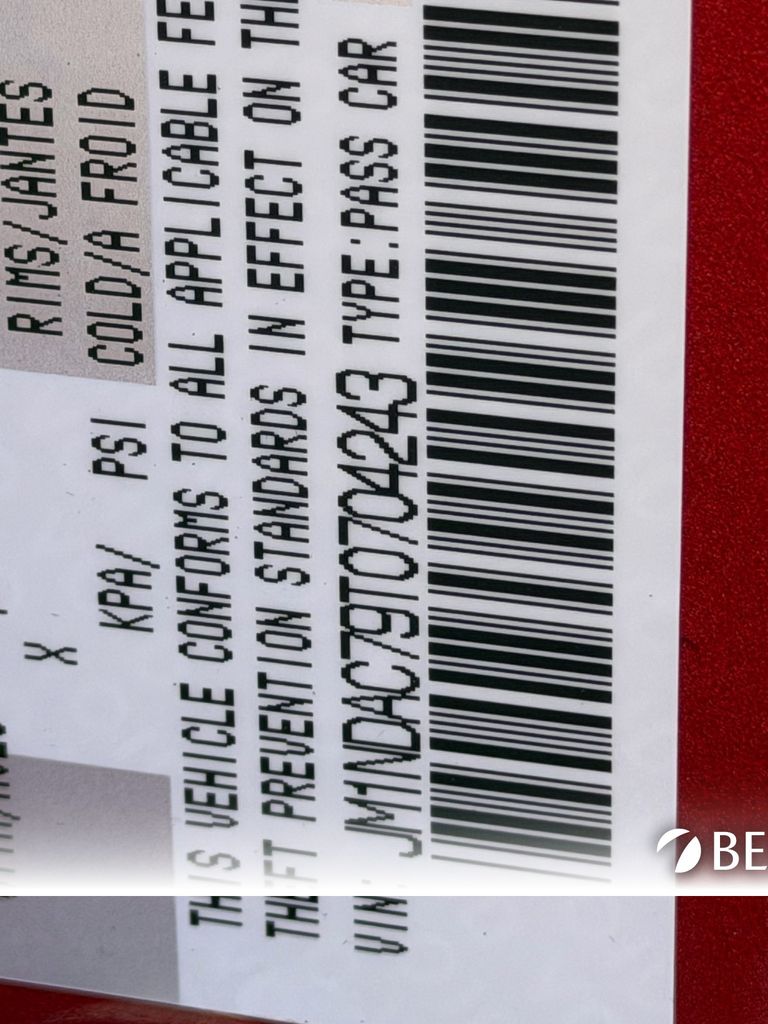 RIMS/JANTES
COLD/A FROID
X
KPA/ PSI
THIS VEHICLE CONFORMS TO ALL APPLICABLE FE
THEFT PREVENTION STANDARDS IN EFFECT ON TH
VIN: JM1NDAC79T0704243 TYPE:PASS CAR
BE